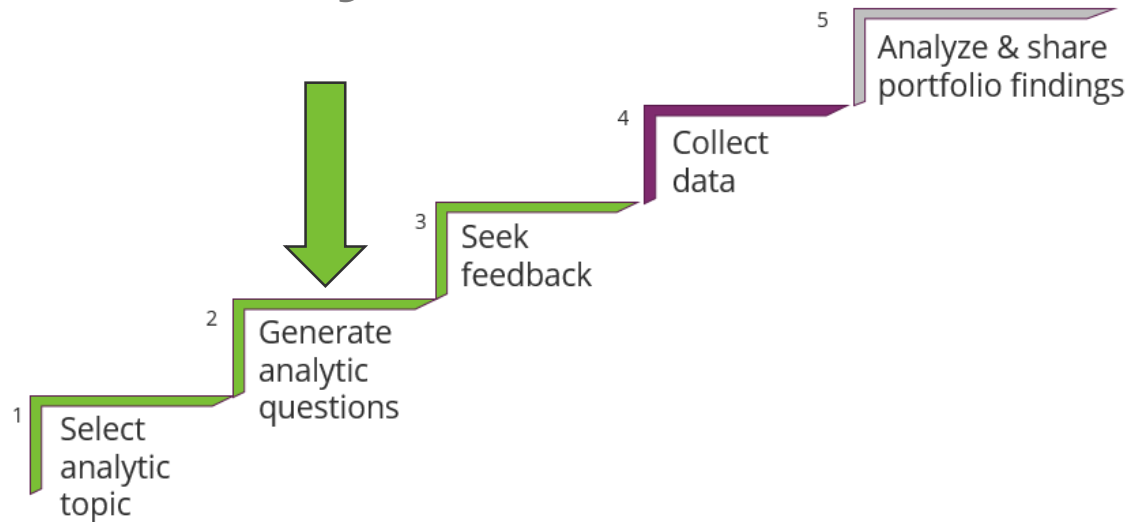 1
Select
analytic
topic
2
Generate
analytic
questions
3
Seek
feedback
4
Collect
data
5
Analyze & share
portfolio findings